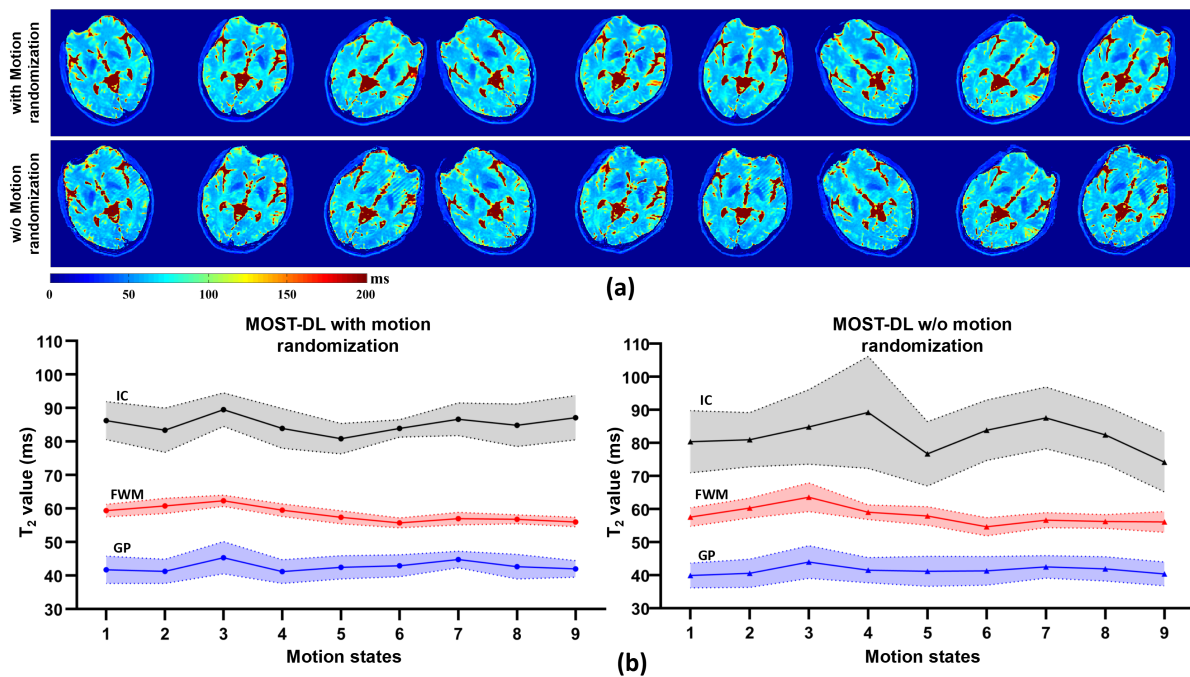 with Motion
randomization
w/o Motion
randomization
ms
0 50 100 150 200
(a)
MOST-DL with motion
randomization
T2 value (ms)
110
100
90
80
70
60
50
40
30
IC
FWM
GP
1 2 3 4 5 6 7 8 9
Motion states
MOST-DL w/o motion
randomization
T2 value (ms)
110
100
90
80
70
60
50
40
30
IC
FWM
GP
1 2 3 4 5 6 7 8 9
Motion states
(b)